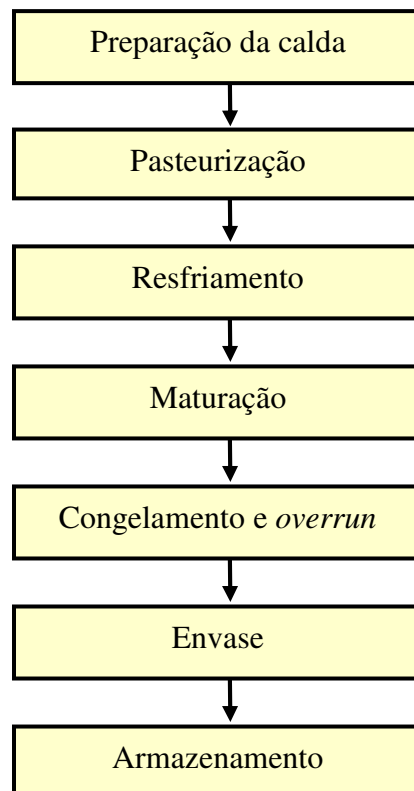 Preparação da calda
Pasteurização
Resfriamento
Maturação
Congelamento e overrun
Envase
Armazenamento